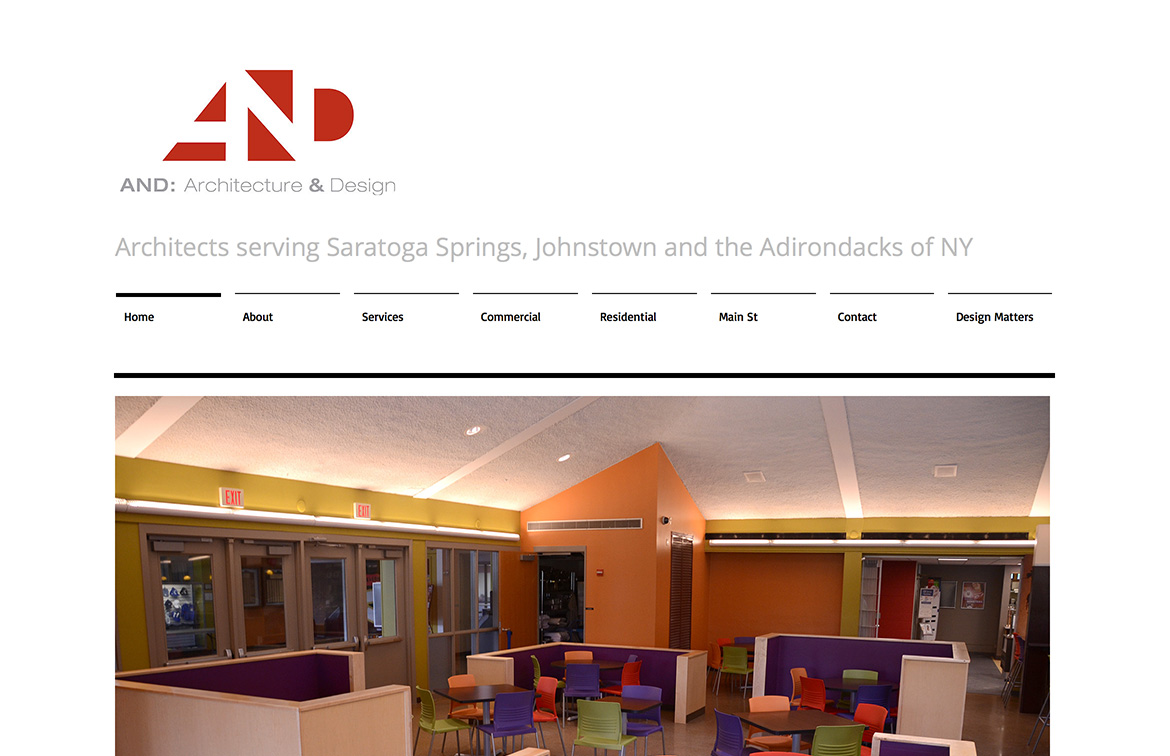 AND
AND: Architecture & Design
Architects serving Saratoga Springs, Johnstown and the Adirondacks of NY
Home About Services Commercial Residential Main St Contact Design Matters
EXIT EXIT